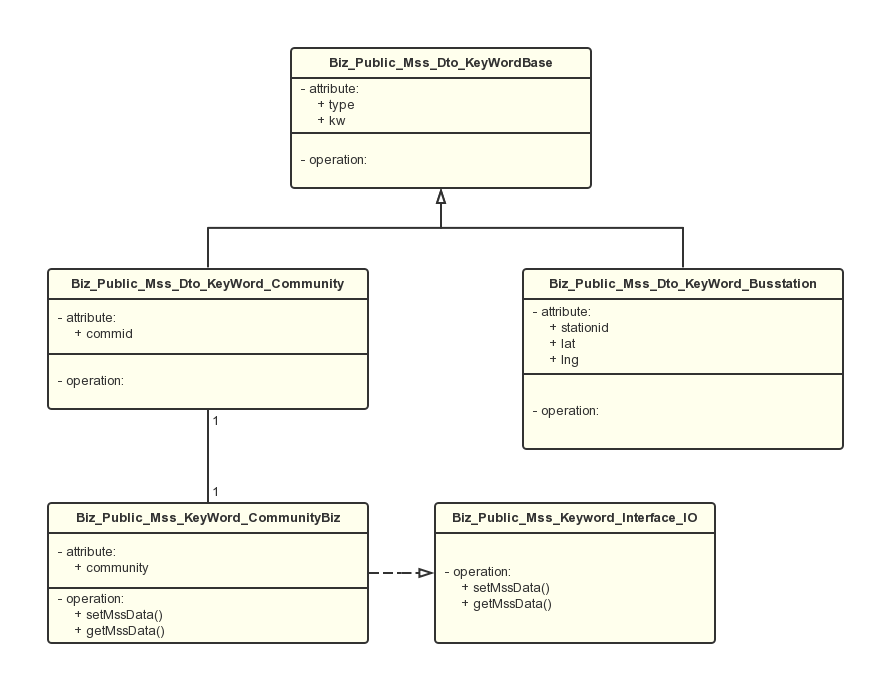 Biz_Public_Mss_Dto_KeyWordBase
- attribute:
+ type
+ kw
- operation:
Biz_Public_Mss_Dto_KeyWord_Community
- attribute:
+ commid
- operation:
Biz_Public_Mss_Dto_KeyWord_Busstation
- attribute:
+ stationid
+ lat
+ lng
- operation:
1
1
Biz_Public_Mss_KeyWord_CommunityBiz
- attribute:
+ community
- operation:
+ setMssData()
+ getMssData()
Biz_Public_Mss_Keyword_Interface_IO
- operation:
+ setMssData()
+ getMssData()